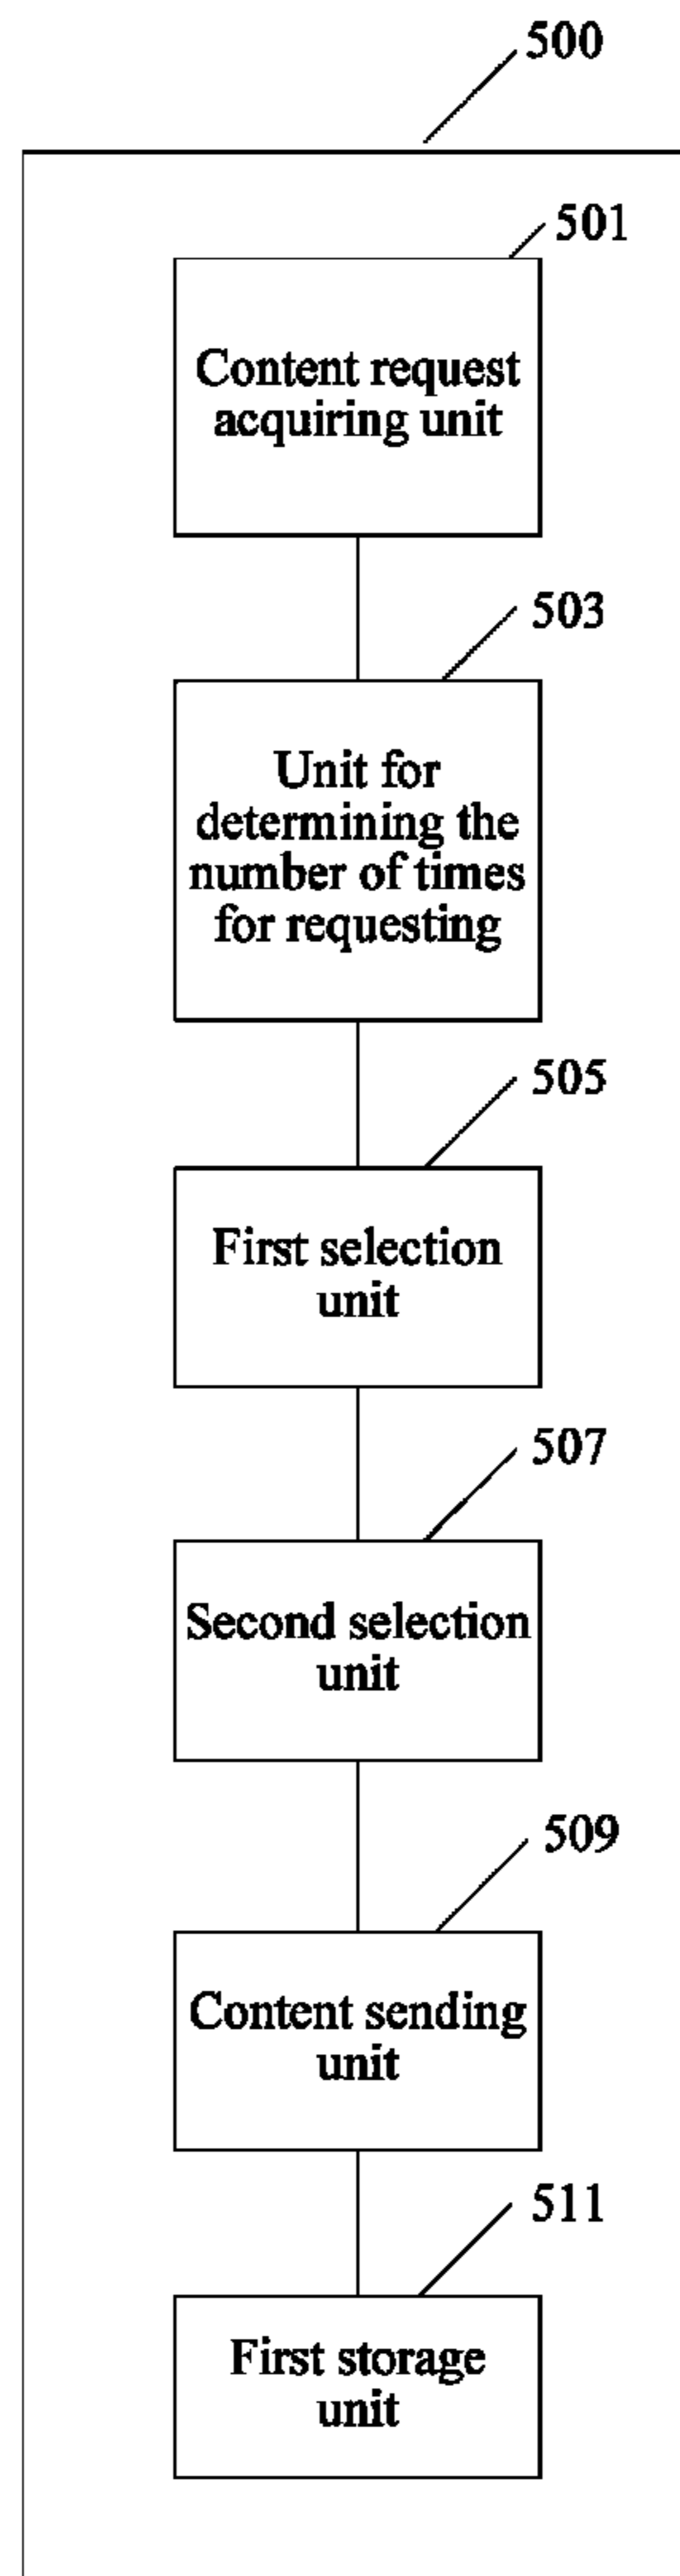 500
501
Content request
acquiring unit
503
Unit for
determining the
number of times
for requesting
505
First selection
unit
507
Second selection
unit
509
Content sending
unit
511
First storage
unit